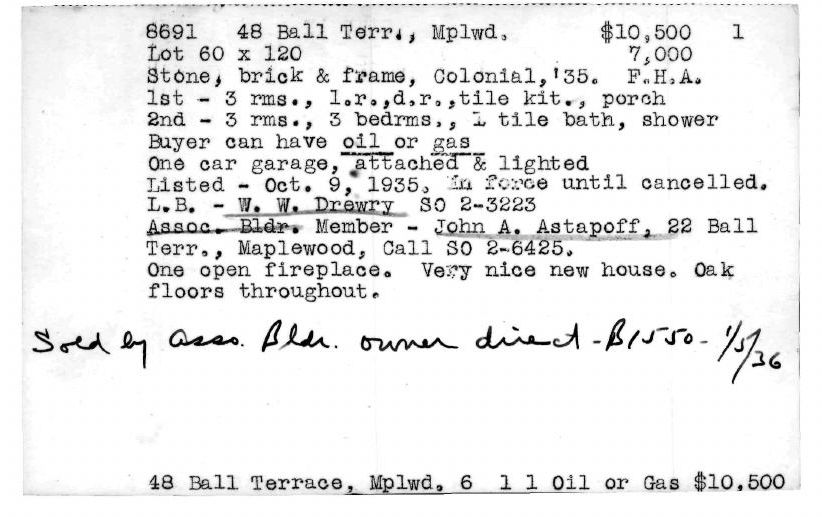 8691 48 Ball Terr., Mplwd. $10,500 1
Lot 60 x 120 7,000
Stone, brick & frame, Colonial,'35. F.H.A.
1st - 3 rms., l.r.,d.r.,tile kit., porch
2nd - 3 rms., 3 bedrms., 1 tile bath, shower
Buyer can have oil or gas
One car garage, attached & lighted
Listed - Oct. 9, 1935. In force until cancelled.
L.B. - W. W. Drewry SO 2-3223
Assoc. Bldr. Member - John A. Astapoff, 22 Ball
Terr., Maplewood, Call SO 2-6425.
One open fireplace. Very nice new house. Oak
floors throughout.
Sold by Asso. Bldr. owner direct - B1550 - 1/5/36
48 Ball Terrace, Mplwd. 6 1 1 Oil or Gas $10,500